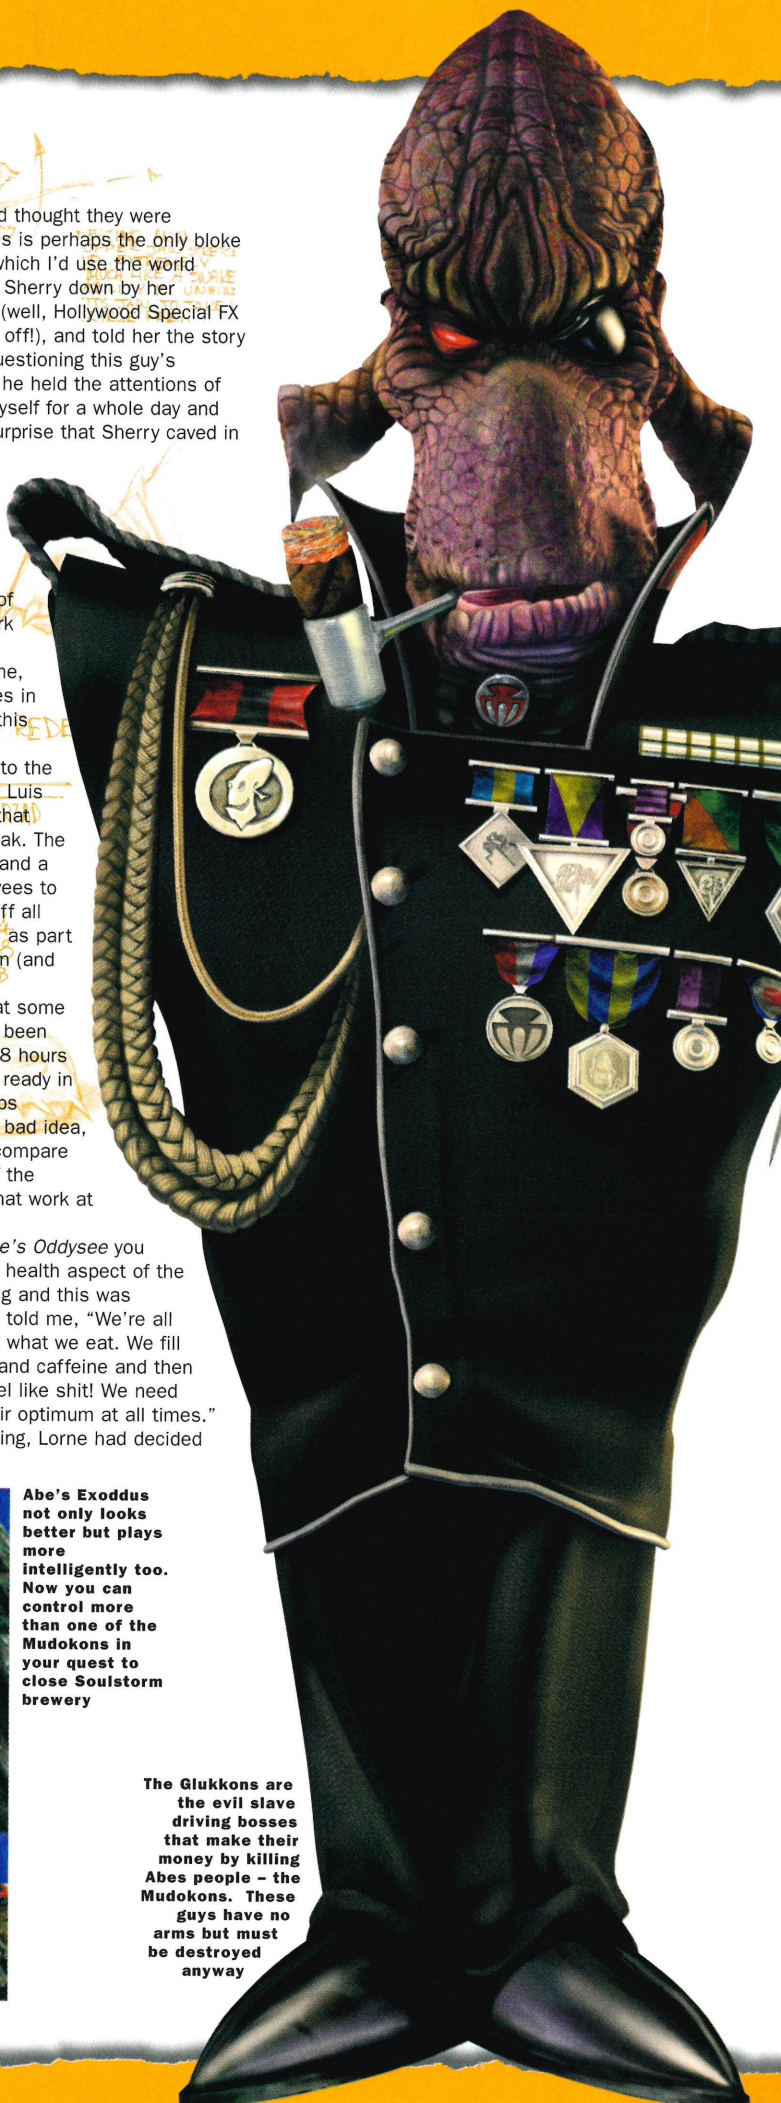 d thought they were
s is perhaps the only bloke
which I'd use the world
Sherry down by her
(well, Hollywood Special FX
off!), and told her the story
uestioning this guy's
he held the attentions of
yself for a whole day and
urprise that Sherry caved in
of
rk
ne,
es in
this
to the
Luis
that
ak. The
and a
ees to
ff all
as part
n (and
at some
been
8 hours
ready in
os
bad idea,
compare
the
hat work at
e's Oddysee you
health aspect of the
g and this was
told me, "We're all
what we eat. We fill
and caffeine and then
el like shit! We need
ir optimum at all times."
ing, Lorne had decided
Abe's Exoddus
not only looks
better but plays
more
intelligently too.
Now you can
control more
than one of the
Mudokons in
your quest to
close Soulstorm
brewery
The Glukkons are
the evil slave
driving bosses
that make their
money by killing
Abes people – the
Mudokons. These
guys have no
arms but must
be destroyed
anyway